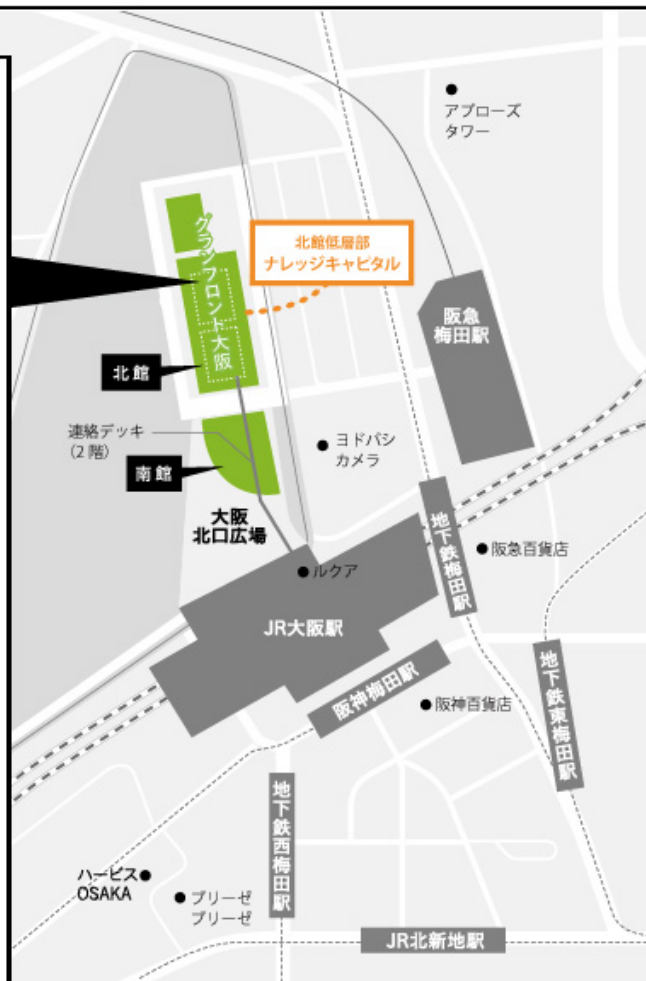 アプローズ
タワー
グランフロント大阪
北館低層部
ナレッジキャピタル
阪急
梅田駅
北館
連絡デッキ
(2階)
ヨドバシ
カメラ
南館
大阪
北口広場
地下鉄梅田駅
阪急百貨店
ルクア
JR大阪駅
阪神梅田駅
地下鉄東梅田駅
阪神百貨店
地下鉄西梅田駅
ハービス
OSAKA
ブリーゼ
ブリーゼ
JR北新地駅